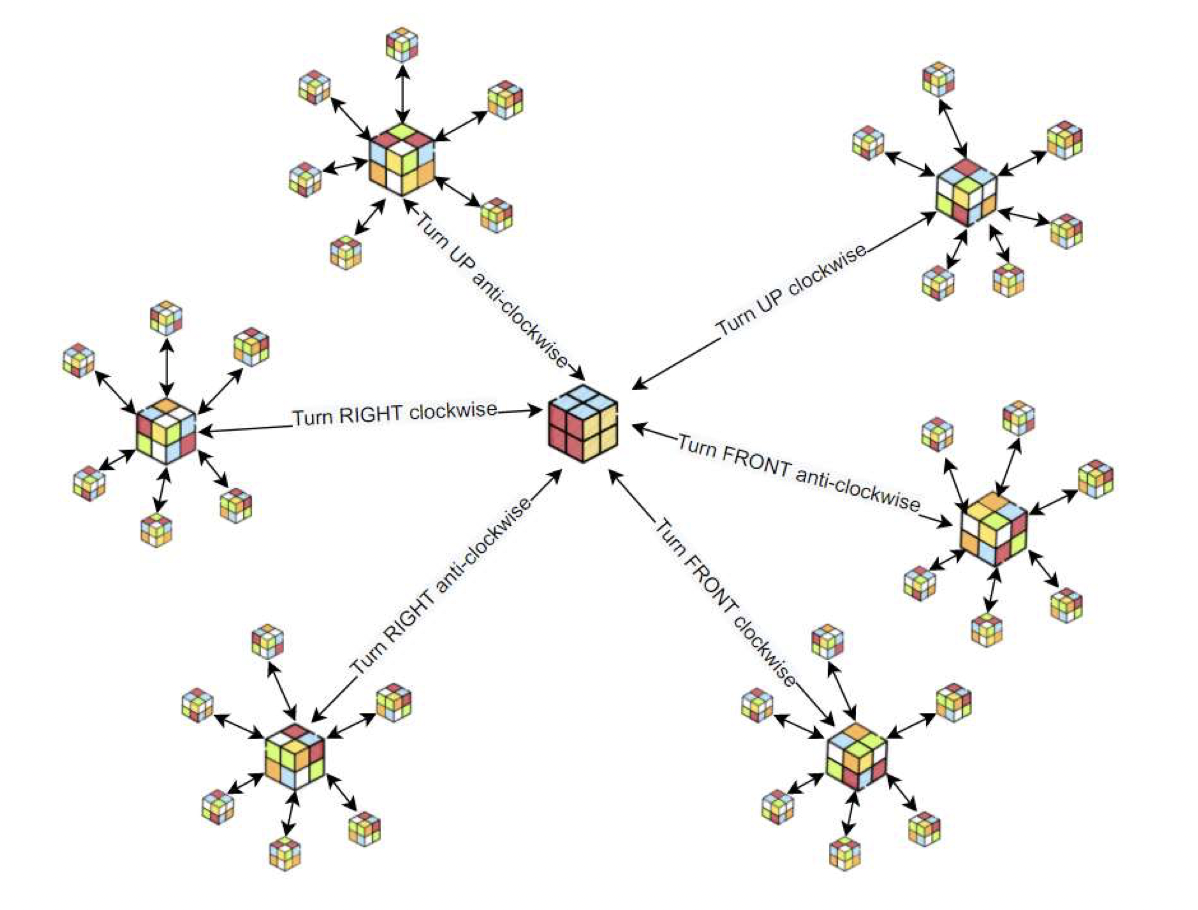 Turn UP anti-clockwise
Turn UP clockwise
Turn RIGHT clockwise
Turn FRONT anti-clockwise
Turn RIGHT anti-clockwise
Turn FRONT clockwise